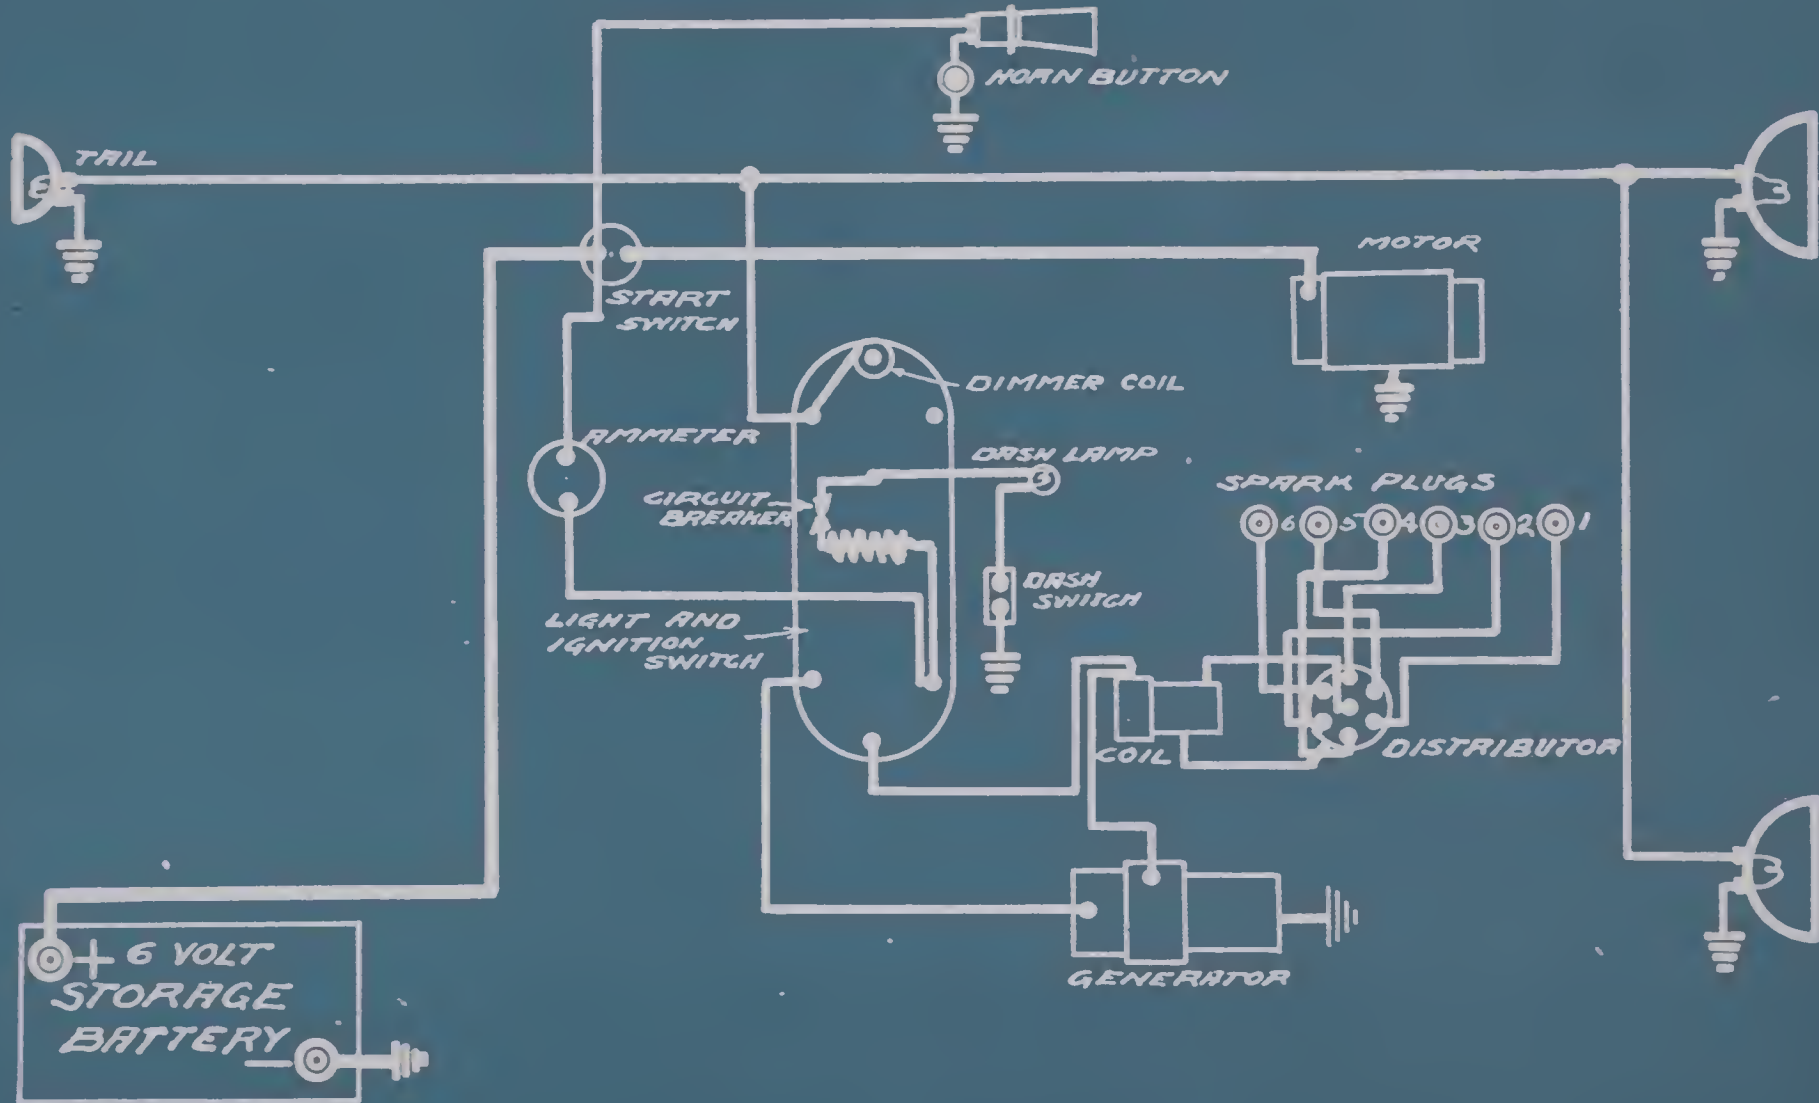 HORN BUTTON
TAIL
MOTOR
START
SWITCH
DIMMER COIL
AMMETER
DASH LAMP
CIRCUIT
BREAKER
SPARK PLUGS
6 5 4 3 2 1
DASH
SWITCH
LIGHT AND
IGNITION
SWITCH
COIL
DISTRIBUTOR
GENERATOR
+ 6 VOLT
STORAGE
BATTERY
—